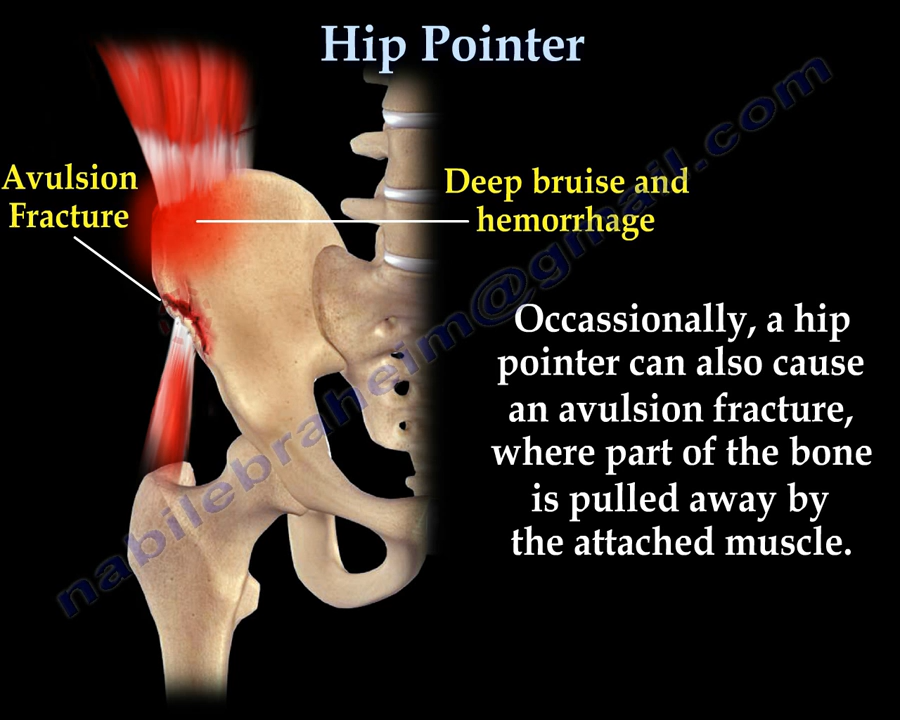 Hip Pointer
Avulsion
Fracture
Deep bruise and
hemorrhage
Occassionally, a hip
pointer can also cause
an avulsion fracture,
where part of the bone
is pulled away by
the attached muscle.
nabilebraheim@gmail.com